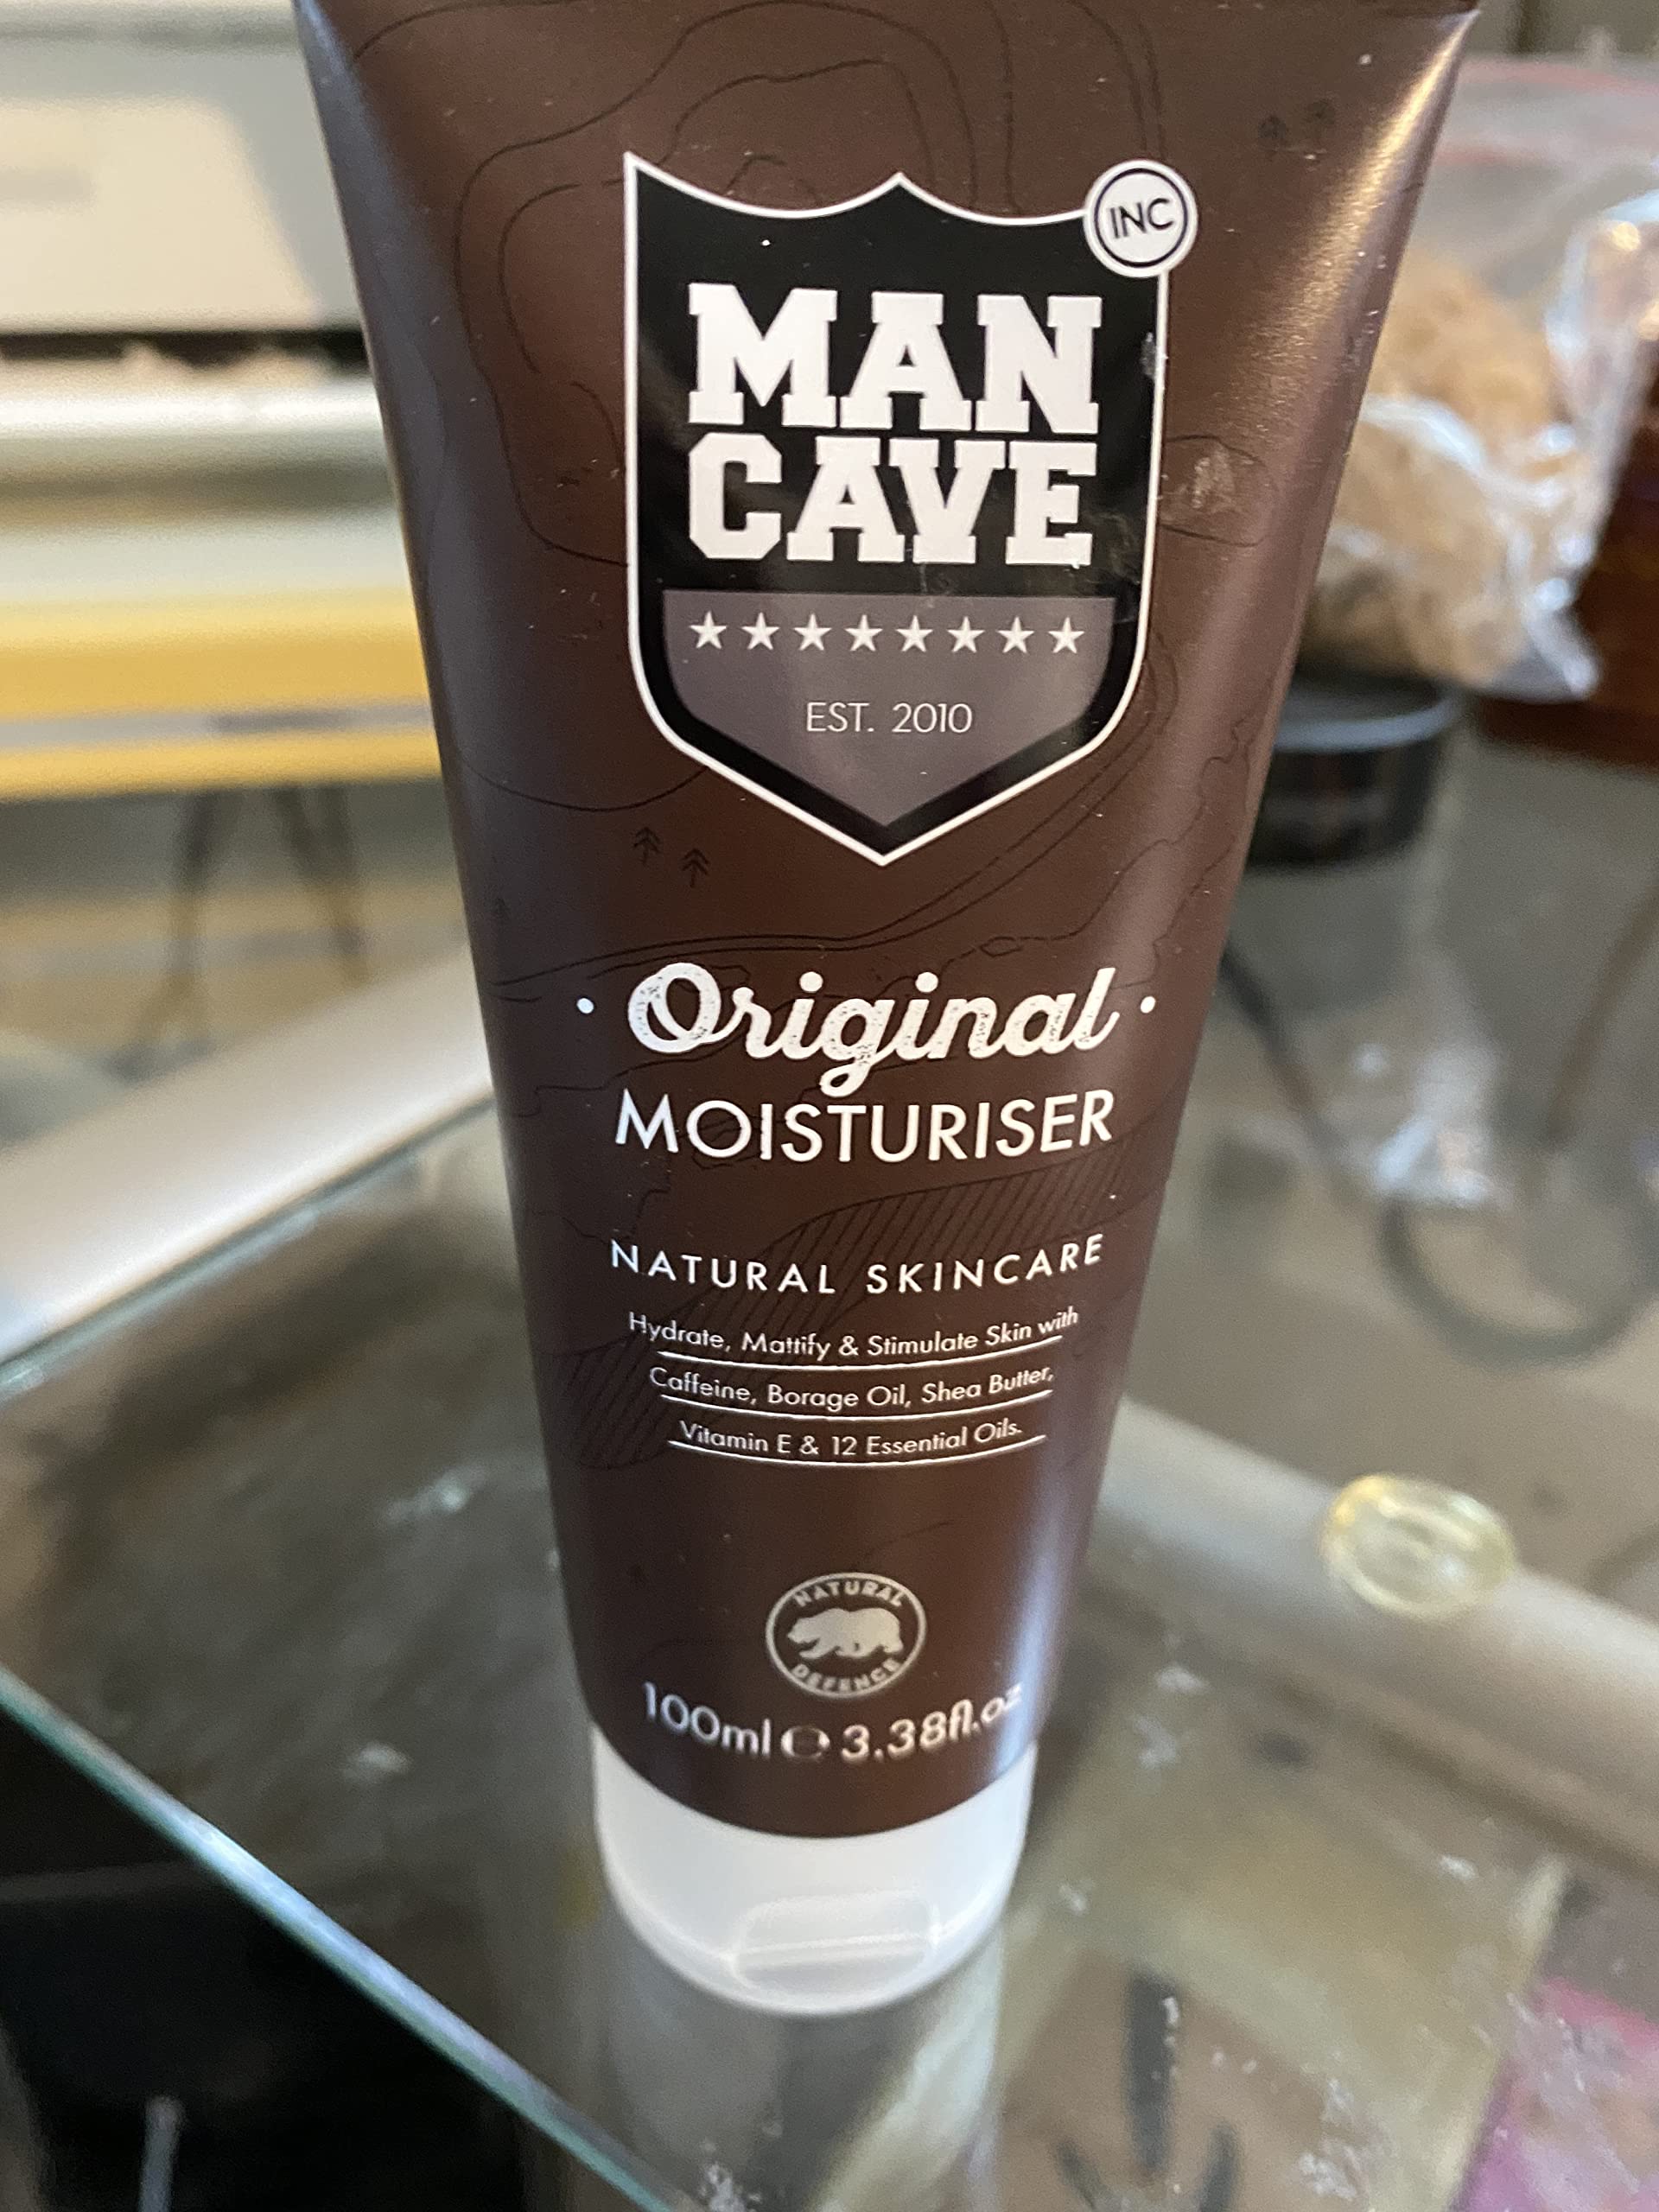 INC
MAN
CAVE
EST. 2010
Original
MOISTURISER
NATURAL SKINCARE
Hydrate, Mattify & Stimulate Skin with
Caffeine, Borage Oil, Shea Butter,
Vitamin E & 12 Essential Oils.
NATURAL
DEFENCE
100ml e 3.38fl.oz